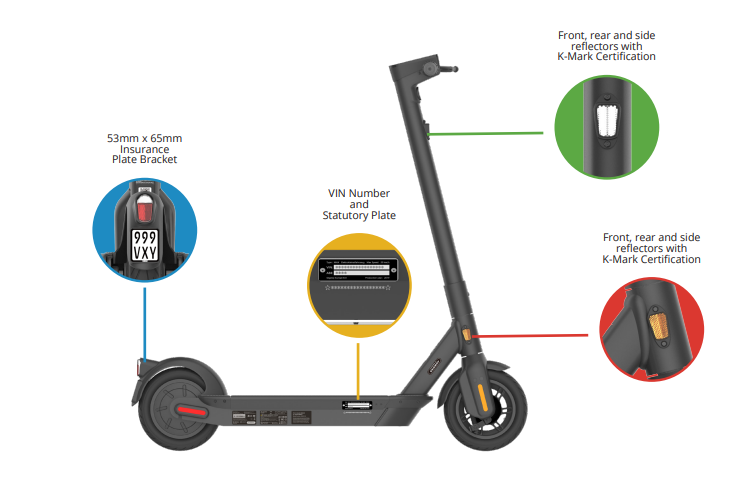 Front, rear and side
reflectors with
K-Mark Certification
53mm x 65mm
Insurance
Plate Bracket
999
VXY
VIN Number
and
Statutory Plate
Front, rear and side
reflectors with
K-Mark Certification